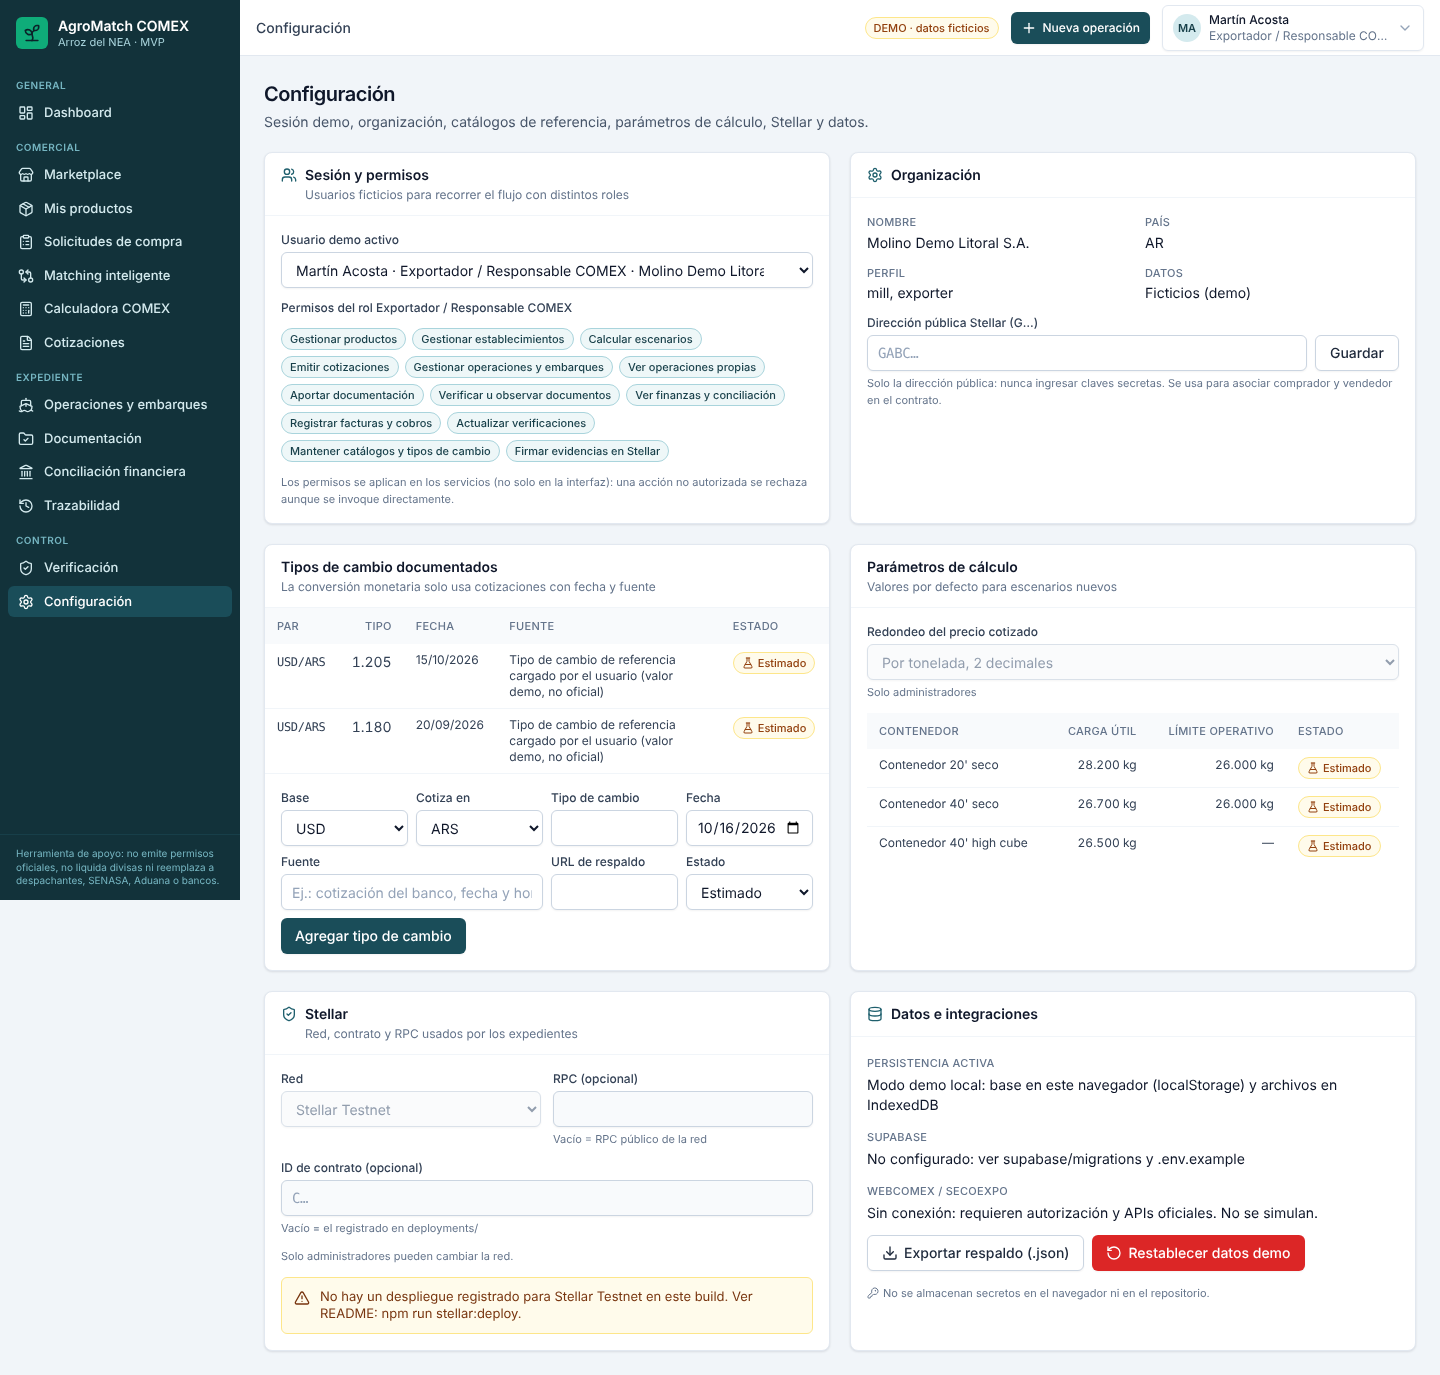 AgroMatch COMEX
Arroz del NEA · MVP
GENERAL
Dashboard
COMERCIAL
Marketplace
Mis productos
Solicitudes de compra
Matching inteligente
Calculadora COMEX
Cotizaciones
EXPEDIENTE
Operaciones y embarques
Documentación
Conciliación financiera
Trazabilidad
CONTROL
Verificación
Configuración
Herramienta de apoyo: no emite permisos
oficiales, no liquida divisas ni reemplaza a
despachantes, SENASA, Aduana o bancos.
Configuración
DEMO · datos ficticios
Nueva operación
MA
Martín Acosta
Exportador / Responsable CO...
Configuración
Sesión demo, organización, catálogos de referencia, parámetros de cálculo, Stellar y datos.
Sesión y permisos
Usuarios ficticios para recorrer el flujo con distintos roles
Usuario demo activo
Martín Acosta · Exportador / Responsable COMEX · Molino Demo Litora
Permisos del rol Exportador / Responsable COMEX
Gestionar productos Gestionar establecimientos Calcular escenarios
Emitir cotizaciones Gestionar operaciones y embarques Ver operaciones propias
Aportar documentación Verificar u observar documentos Ver finanzas y conciliación
Registrar facturas y cobros Actualizar verificaciones
Mantener catálogos y tipos de cambio Firmar evidencias en Stellar
Los permisos se aplican en los servicios (no solo en la interfaz): una acción no autorizada se rechaza
aunque se invoque directamente.
Organización
NOMBRE PAÍS
Molino Demo Litoral S.A. AR
PERFIL DATOS
mill, exporter Ficticios (demo)
Dirección pública Stellar (G...)
GABC… Guardar
Solo la dirección pública: nunca ingresar claves secretas. Se usa para asociar comprador y vendedor
en el contrato.
Tipos de cambio documentados
La conversión monetaria solo usa cotizaciones con fecha y fuente
PAR TIPO FECHA FUENTE ESTADO
USD/ARS 1.205 15/10/2026 Tipo de cambio de referencia Estimado
cargado por el usuario (valor
demo, no oficial)
USD/ARS 1.180 20/09/2026 Tipo de cambio de referencia Estimado
cargado por el usuario (valor
demo, no oficial)
Base Cotiza en Tipo de cambio Fecha
USD ARS 10/16/2026
Fuente URL de respaldo Estado
Ej.: cotización del banco, fecha y ho Estimado
Agregar tipo de cambio
Parámetros de cálculo
Valores por defecto para escenarios nuevos
Redondeo del precio cotizado
Por tonelada, 2 decimales
Solo administradores
CONTENEDOR CARGA ÚTIL LÍMITE OPERATIVO ESTADO
Contenedor 20' seco 28.200 kg 26.000 kg Estimado
Contenedor 40' seco 26.700 kg 26.000 kg Estimado
Contenedor 40' high cube 26.500 kg — Estimado
Stellar
Red, contrato y RPC usados por los expedientes
Red RPC (opcional)
Stellar Testnet
Vacío = RPC público de la red
ID de contrato (opcional)
C…
Vacío = el registrado en deployments/
Solo administradores pueden cambiar la red.
No hay un despliegue registrado para Stellar Testnet en este build. Ver
README: npm run stellar:deploy.
Datos e integraciones
PERSISTENCIA ACTIVA
Modo demo local: base en este navegador (localStorage) y archivos en
IndexedDB
SUPABASE
No configurado: ver supabase/migrations y .env.example
WEBCOMEX / SECOEXPO
Sin conexión: requieren autorización y APIs oficiales. No se simulan.
Exportar respaldo (.json) Restablecer datos demo
No se almacenan secretos en el navegador ni en el repositorio.